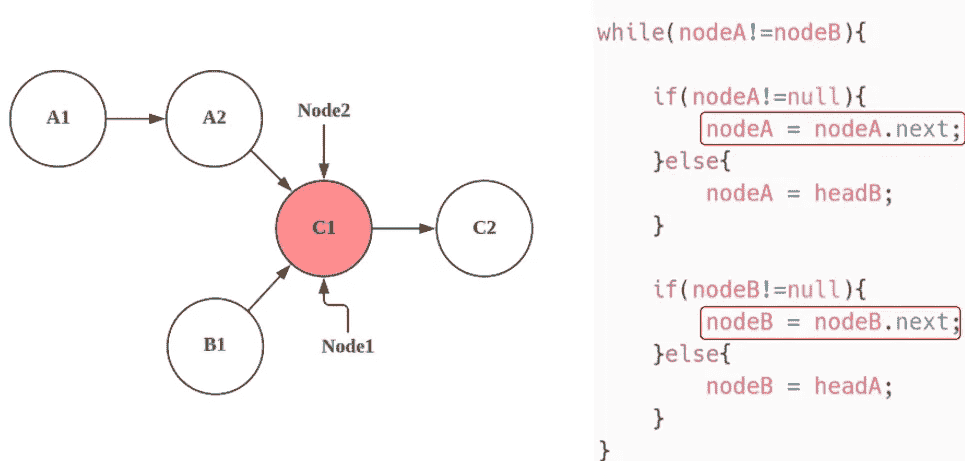 A1
A2
Node2
C1
C2
B1
Node1
while(nodeA!=nodeB){
if(nodeA!=null){
nodeA = nodeA.next;
}else{
nodeA = headB;
}
if(nodeB!=null){
nodeB = nodeB.next;
}else{
nodeB = headA;
}
}